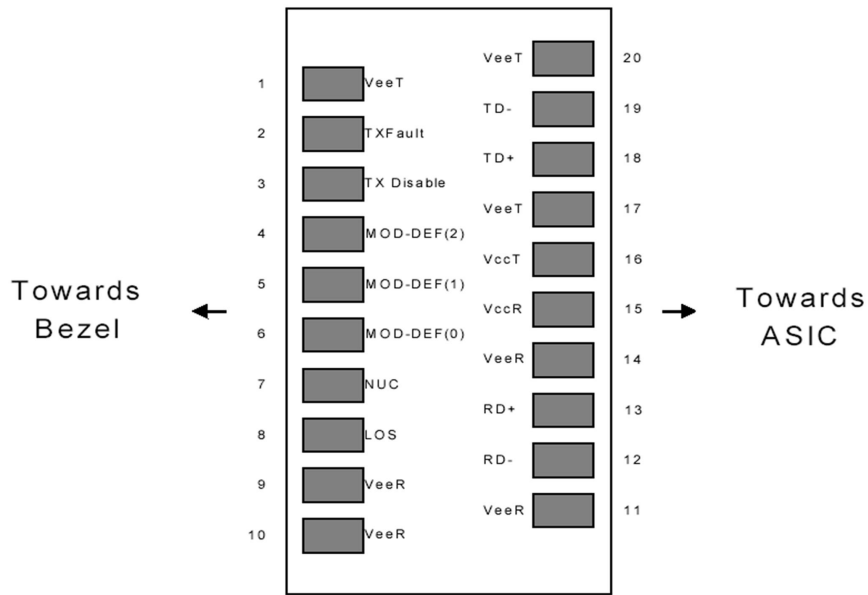 Towards
Bezel
1 VeeT
2 TXFault
3 TX Disable
4 MOD-DEF(2)
5 MOD-DEF(1)
6 MOD-DEF(0)
7 NUC
8 LOS
9 VeeR
10 VeeR
VeeT 20
TD- 19
TD+ 18
VeeT 17
VccT 16
VccR 15
VeeR 14
RD+ 13
RD- 12
VeeR 11
Towards
ASIC